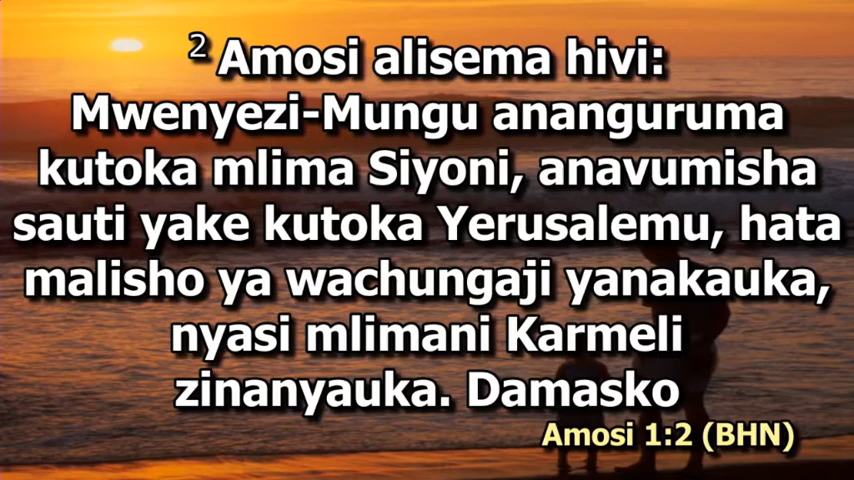 2 Amosi alisema hivi:
Mwenyezi-Mungu ananguruma
kutoka mlima Siyoni, anavumisha
sauti yake kutoka Yerusalemu, hata
malisho ya wachungaji yanakauka,
nyasi mlimani Karmeli
zinanyauka. Damasko
Amosi 1:2 (BHN)